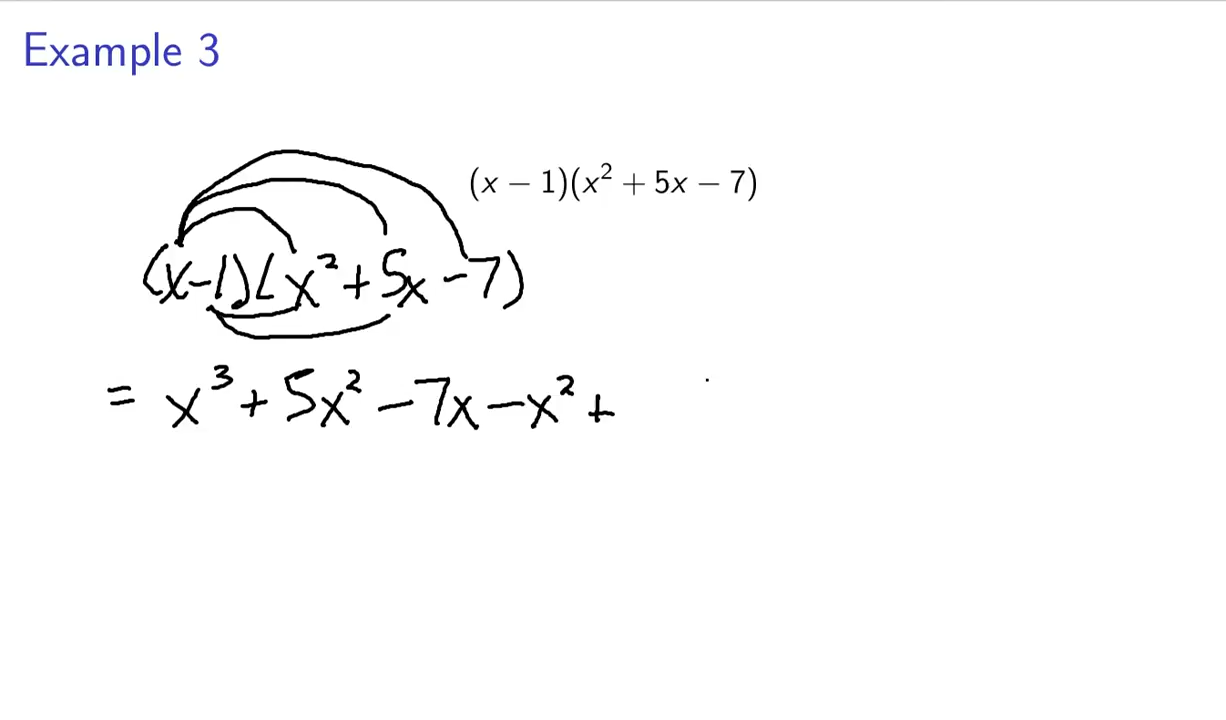 Example 3
(x − 1)(x² + 5x − 7)
(x-1)(x²+5x-7)
= x³+5x²-7x-x²+